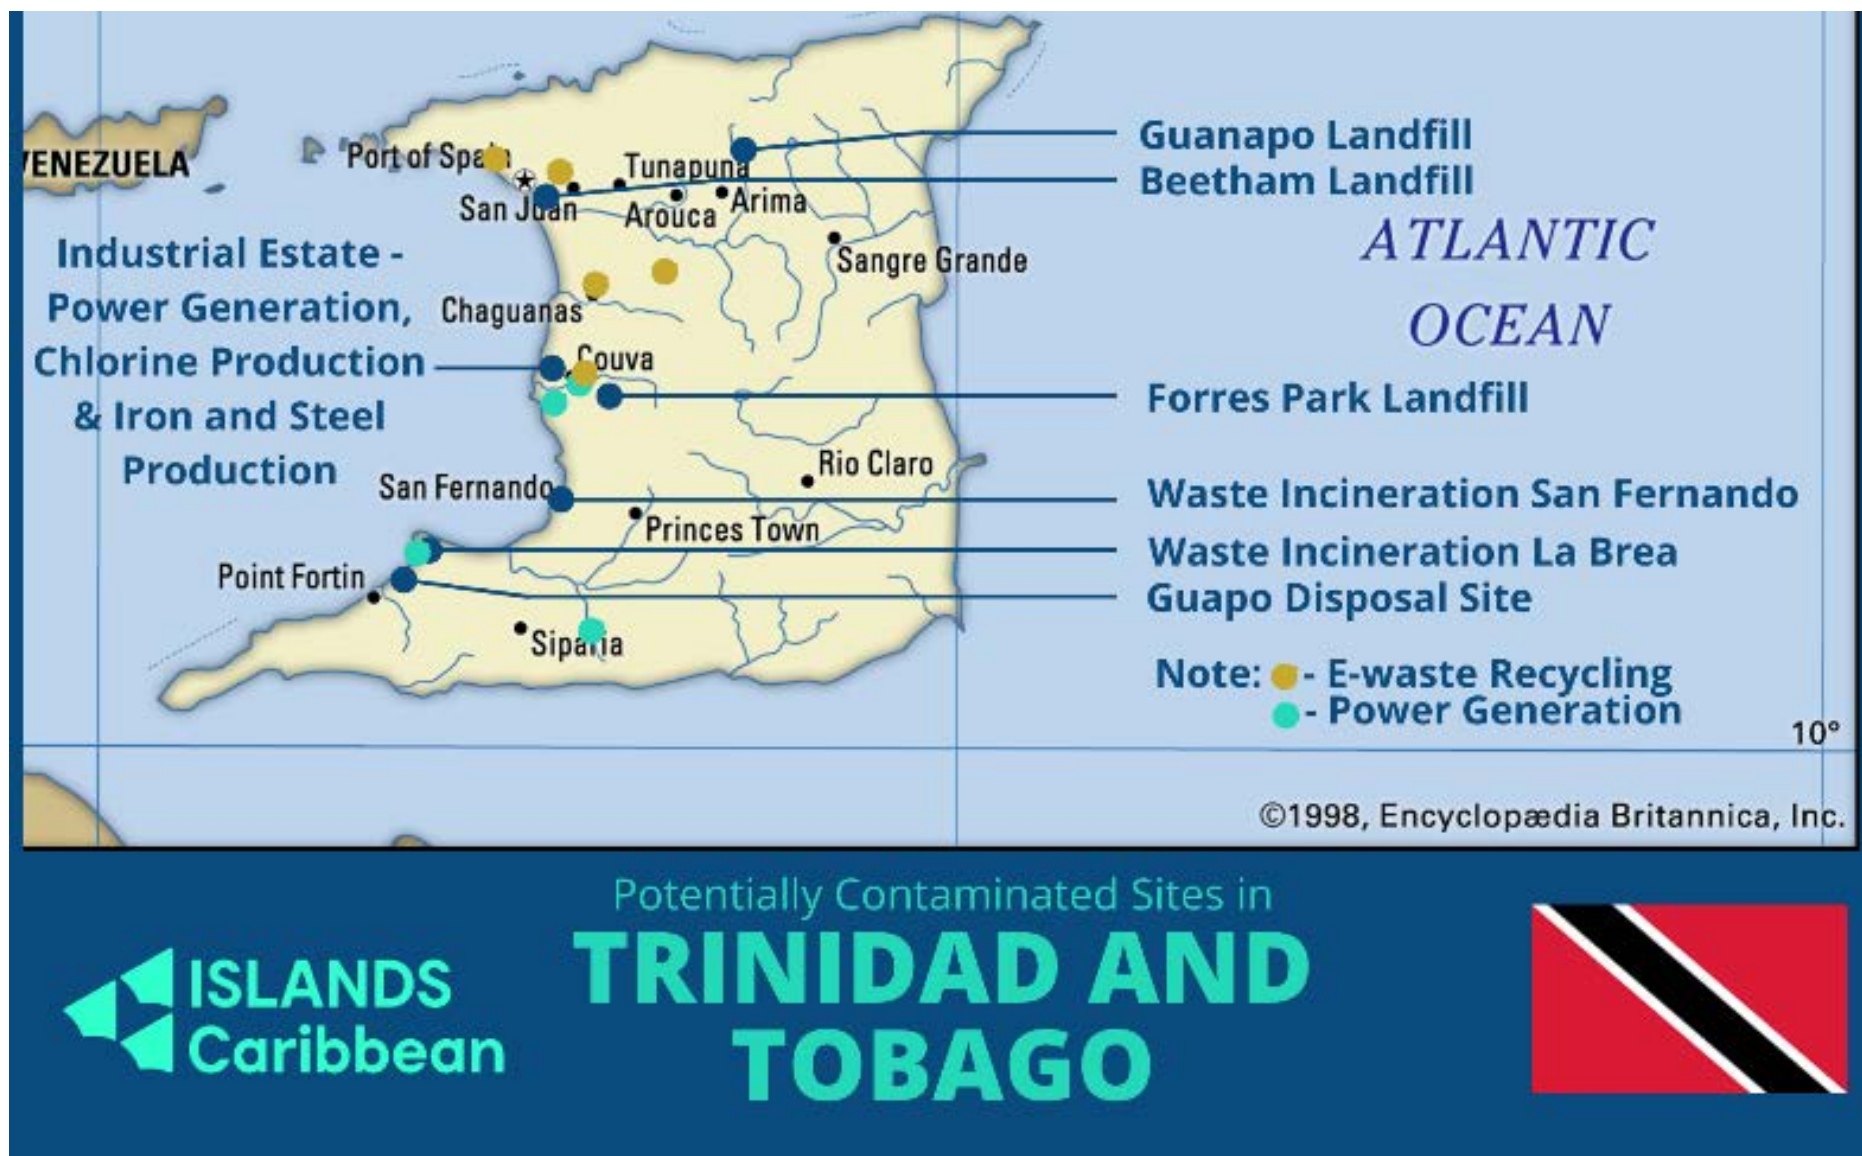 VENEZUELA
Port of Spain
San Juan
Tunapuna
Arouca
Arima
Sangre Grande
Chaguanas
Couva
San Fernando
Rio Claro
Princes Town
Point Fortin
Siparia
Industrial Estate -
Power Generation,
Chlorine Production
& Iron and Steel
Production
Guanapo Landfill
Beetham Landfill
ATLANTIC
OCEAN
Forres Park Landfill
Waste Incineration San Fernando
Waste Incineration La Brea
Guapo Disposal Site
Note: - E-waste Recycling
- Power Generation
10°
©1998, Encyclopædia Britannica, Inc.
Potentially Contaminated Sites in
TRINIDAD AND
TOBAGO
ISLANDS
Caribbean